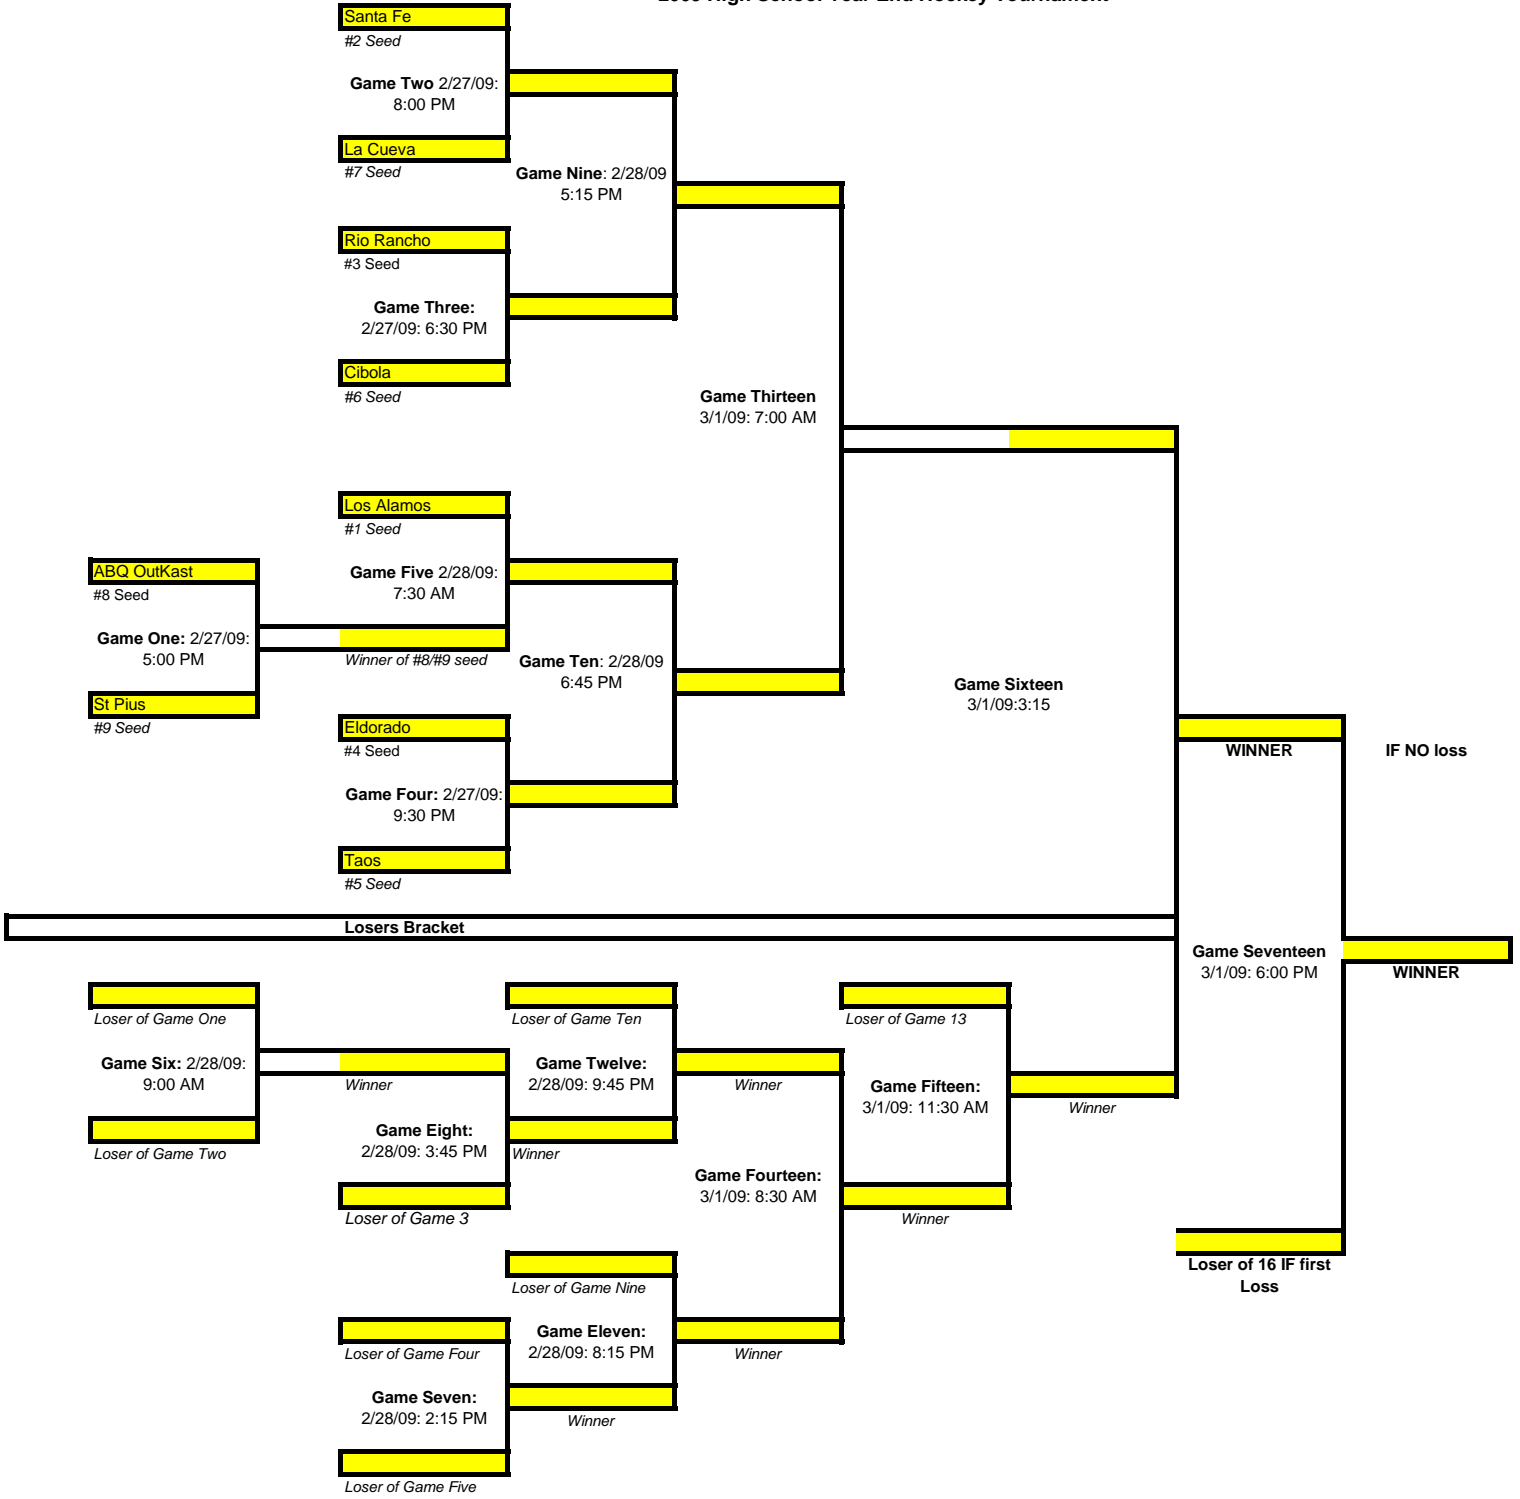 2009 High School Year End Hockey Tournament
Santa Fe
#2 Seed
Game Two 2/27/09:
8:00 PM
La Cueva
#7 Seed
Game Nine: 2/28/09
5:15 PM
Rio Rancho
#3 Seed
Game Three:
2/27/09: 6:30 PM
Cibola
#6 Seed
Game Thirteen
3/1/09: 7:00 AM
Los Alamos
#1 Seed
ABQ OutKast
#8 Seed
Game Five 2/28/09:
7:30 AM
Game One: 2/27/09:
5:00 PM
Winner of #8/#9 seed
Game Ten: 2/28/09
6:45 PM
St Pius
#9 Seed
Game Sixteen
3/1/09:3:15
Eldorado
#4 Seed
WINNER
IF NO loss
Game Four: 2/27/09:
9:30 PM
Taos
#5 Seed
Losers Bracket
Game Seventeen
3/1/09: 6:00 PM
WINNER
Loser of Game One
Loser of Game Ten
Loser of Game 13
Game Six: 2/28/09:
9:00 AM
Winner
Game Twelve:
2/28/09: 9:45 PM
Winner
Game Fifteen:
3/1/09: 11:30 AM
Winner
Loser of Game Two
Game Eight:
2/28/09: 3:45 PM
Winner
Game Fourteen:
3/1/09: 8:30 AM
Loser of Game 3
Winner
Loser of 16 IF first
Loss
Loser of Game Nine
Game Eleven:
2/28/09: 8:15 PM
Winner
Loser of Game Four
Game Seven:
2/28/09: 2:15 PM
Winner
Loser of Game Five